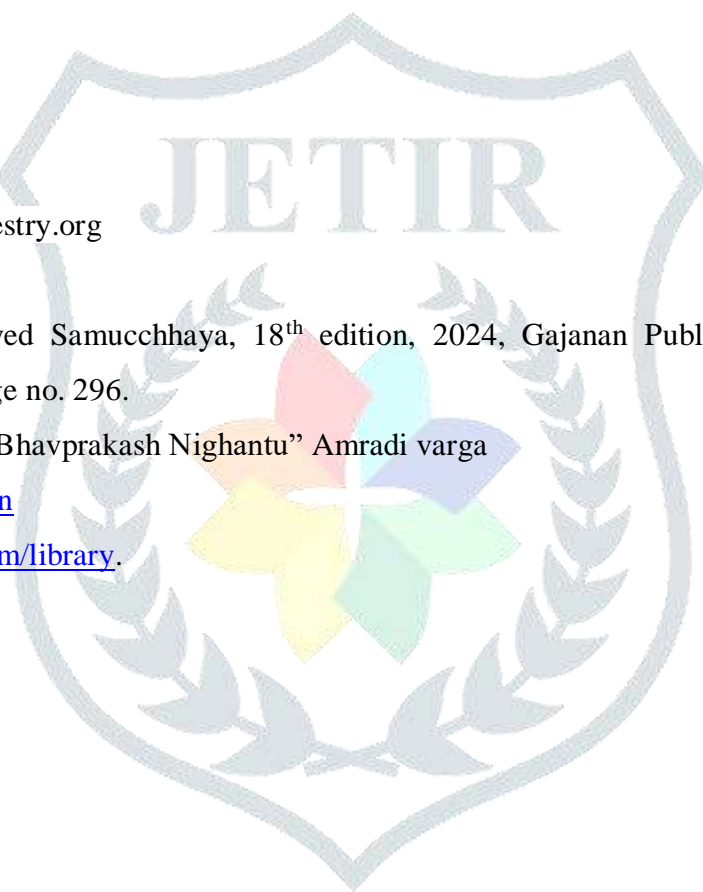 JETIR
estry.org
ved Samucchhaya, 18th edition, 2024, Gajanan Publ
ge no. 296.
Bhavprakash Nighantu” Amradi varga
n
m/library.